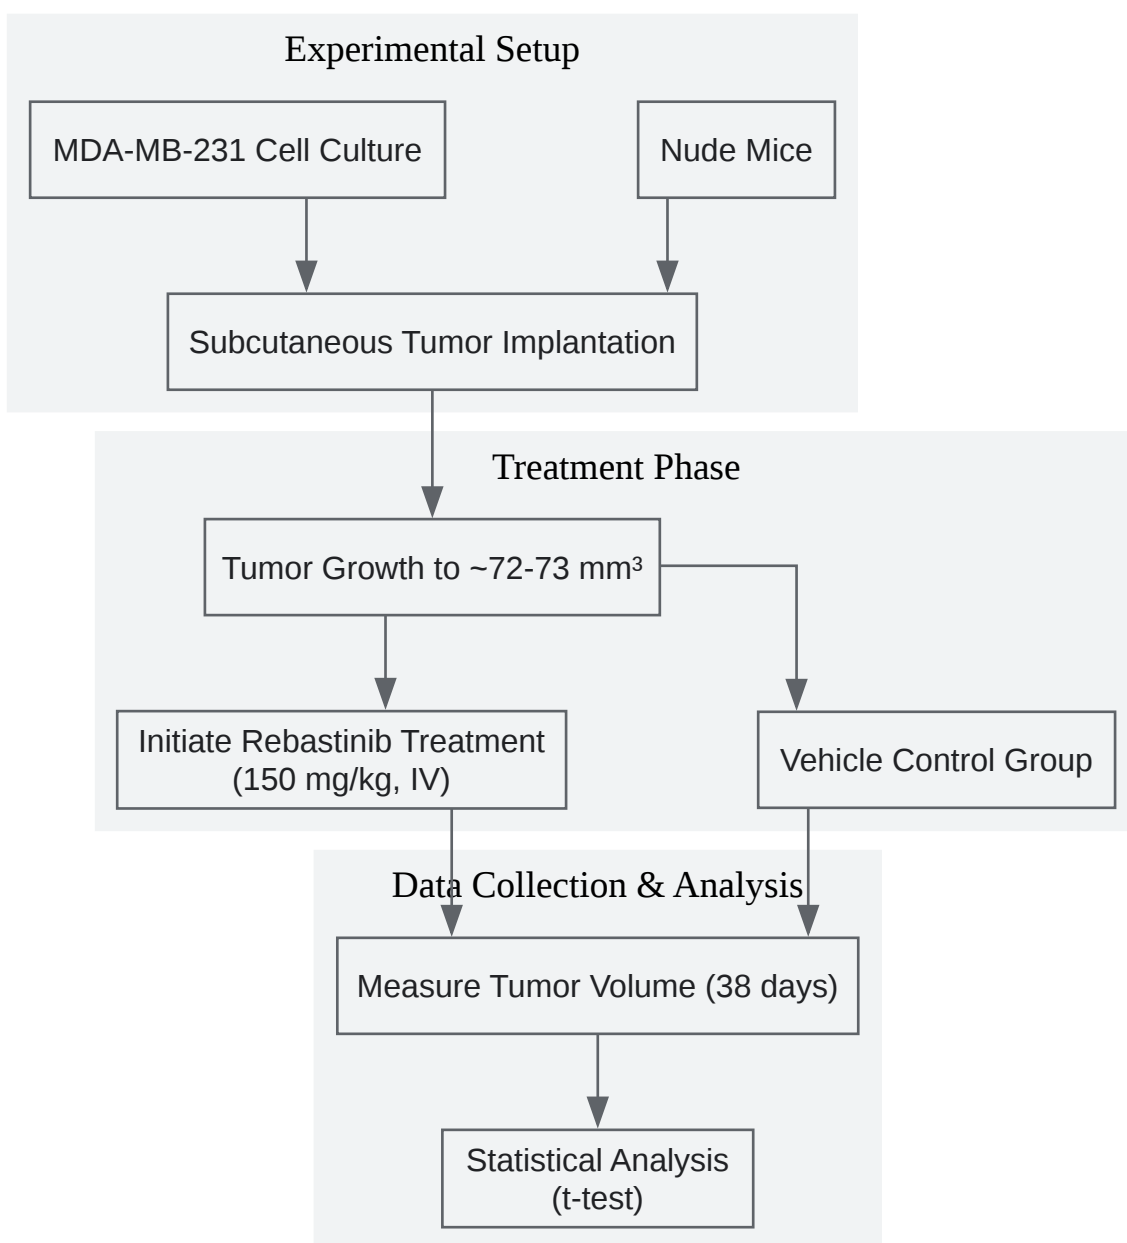 Experimental Setup
MDA-MB-231 Cell Culture
Nude Mice
Subcutaneous Tumor Implantation
Treatment Phase
Tumor Growth to ~72-73 mm³
Initiate Rebastinib Treatment
(150 mg/kg, IV)
Vehicle Control Group
Data Collection & Analysis
Measure Tumor Volume (38 days)
Statistical Analysis
(t-test)